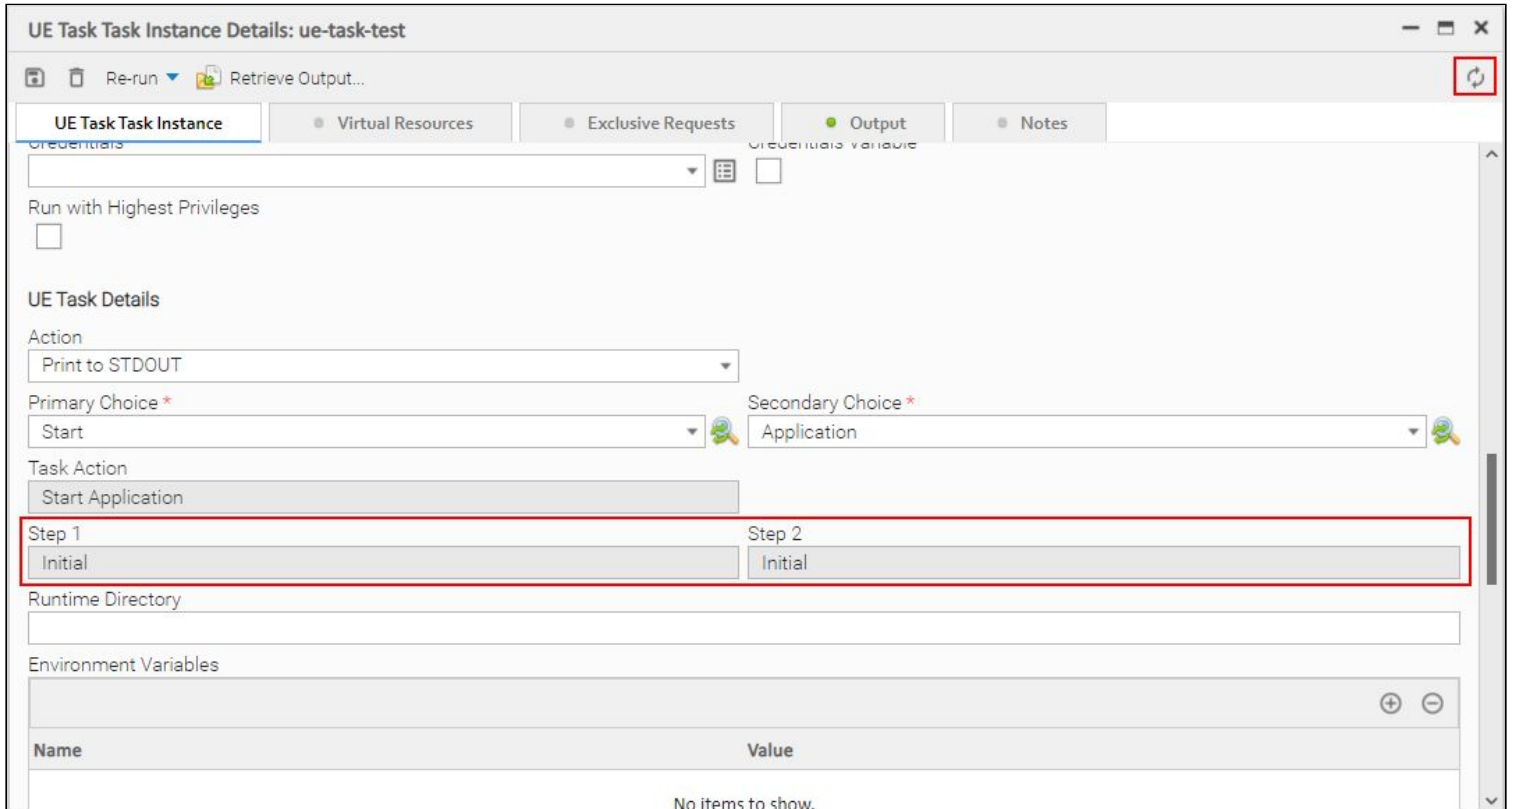 UE Task Task Instance Details: ue-task-test
Re-run Retrieve Output...
UE Task Task Instance Virtual Resources Exclusive Requests Output Notes
Credentials Credentials Variable
Run with Highest Privileges
UE Task Details
Action
Print to STDOUT
Primary Choice * Secondary Choice *
Start Application
Task Action
Start Application
Step 1 Step 2
Initial Initial
Runtime Directory
Environment Variables
Name Value
No items to show.